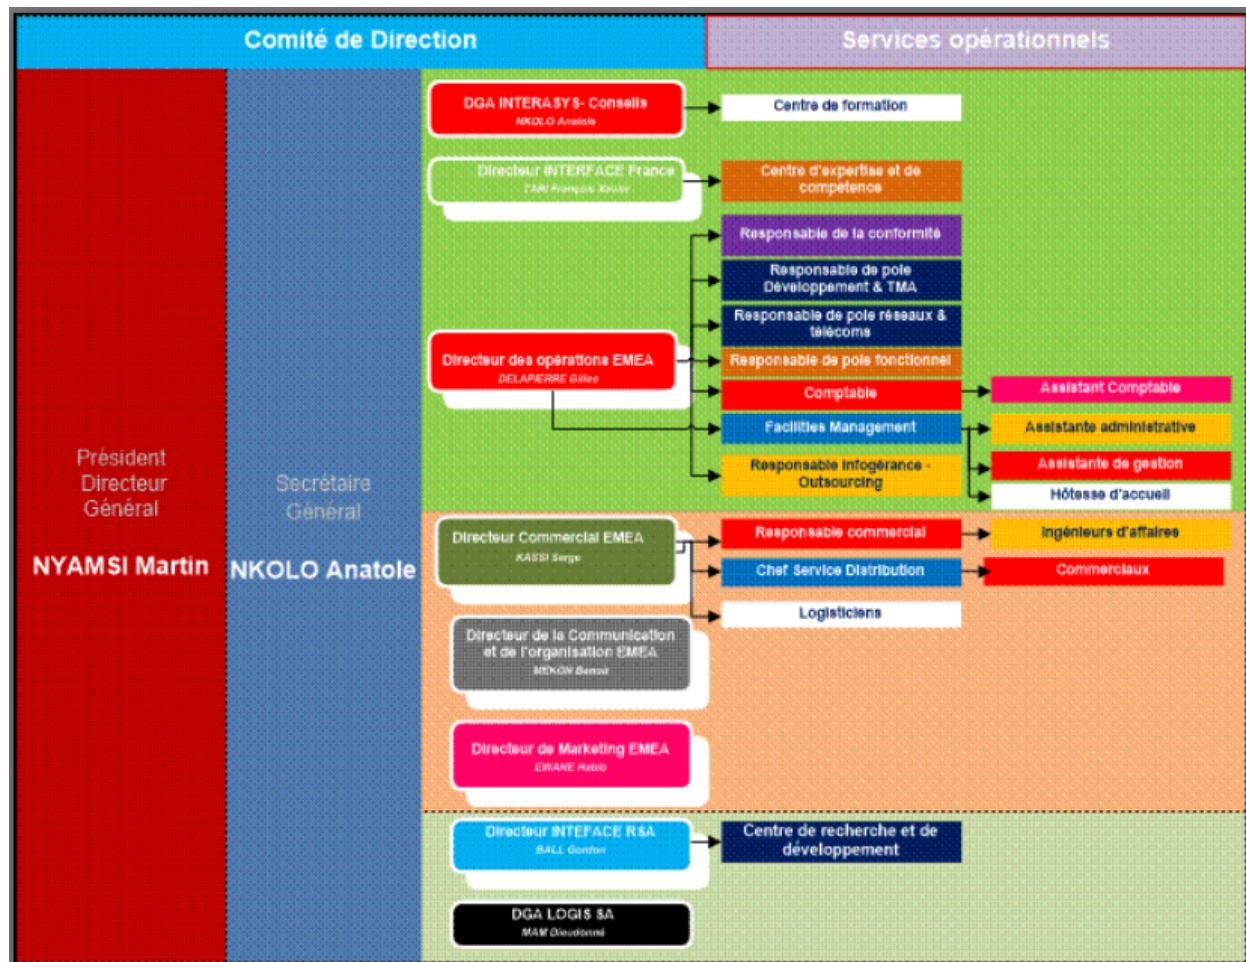 Comité de Direction
Services opérationnels
Président
Directeur
Général
NYAMSI Martin
Secrétaire
Général
NKOLO Anatole
DGA INTERASYS- Conseils
NKOLO Anatole
Centre de formation
Directeur INTERFACE France
TARI François Xavier
Centre d'expertise et de
compétence
Directeur des opérations EMEA
DELAPIERRE Gilles
Responsable de la conformité
Responsable de pole
Développement & TMA
Responsable de pole réseaux &
télécoms
Responsable de pole fonctionnel
Comptable
Assistant Comptable
Facilities Management
Assistante administrative
Assistante de gestion
Hôtesse d'accueil
Responsable Infogérance -
Outsourcing
Directeur Commercial EMEA
KASSI Serge
Responsable commercial
Ingénieurs d'affaires
Chef Service Distribution
Commerciaux
Logisticiens
Directeur de la Communication
et de l'organisation EMEA
MEKON Benoit
Directeur de Marketing EMEA
EWANE
Directeur INTEFACE RSA
BALL Gordon
Centre de recherche et de
développement
DGA LOGIS SA
MAM Dieudonné